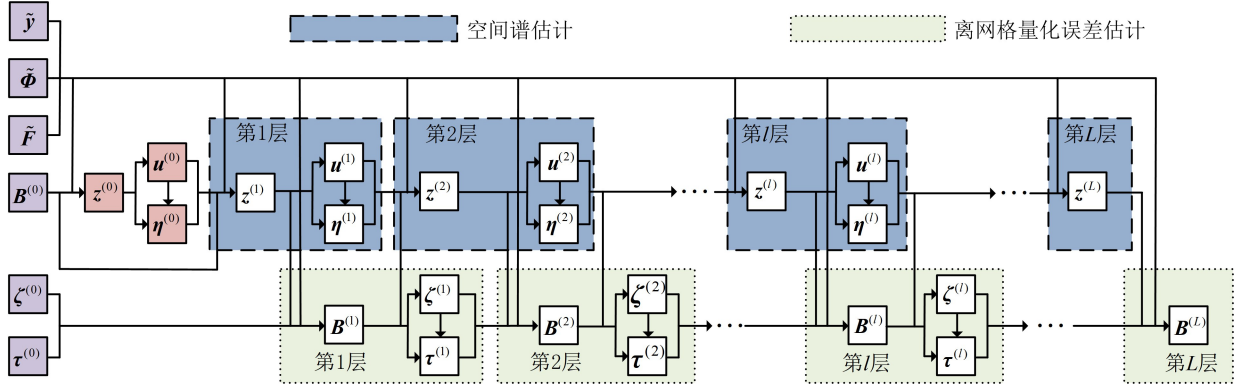 ỹ
空间谱估计
离网格量化误差估计
Φ̃
F̃
第1层
第2层
第l层
第L层
B⁽⁰⁾
z⁽⁰⁾
u⁽⁰⁾
η⁽⁰⁾
z⁽¹⁾
u⁽¹⁾
η⁽¹⁾
z⁽²⁾
u⁽²⁾
η⁽²⁾
···
z⁽ˡ⁾
u⁽ˡ⁾
η⁽ˡ⁾
···
z⁽ᴸ⁾
ζ⁽⁰⁾
τ⁽⁰⁾
B⁽¹⁾
ζ⁽¹⁾
τ⁽¹⁾
B⁽²⁾
ζ⁽²⁾
τ⁽²⁾
···
B⁽ˡ⁾
ζ⁽ˡ⁾
τ⁽ˡ⁾
···
B⁽ᴸ⁾
第1层
第2层
第l层
第L层